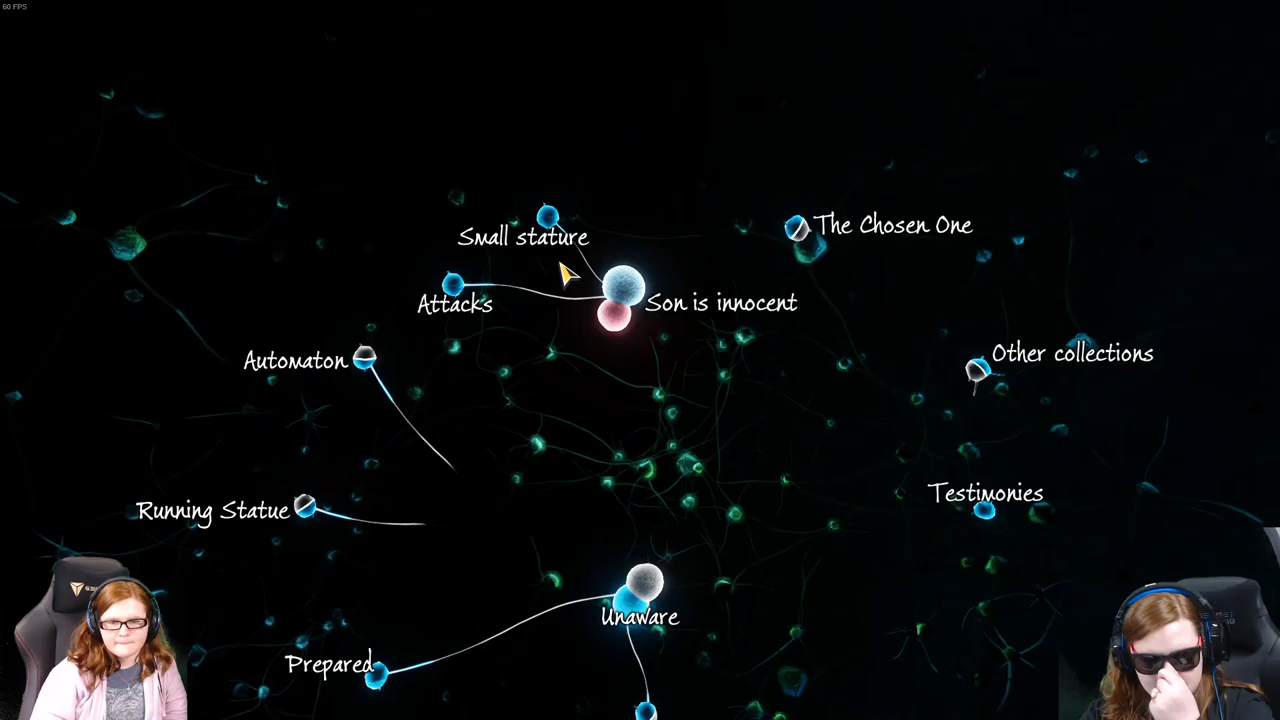 60 FPS
Small stature
The Chosen One
Attacks
Son is innocent
Automaton
Other collections
Running Statue
Testimonies
Unaware
Prepared